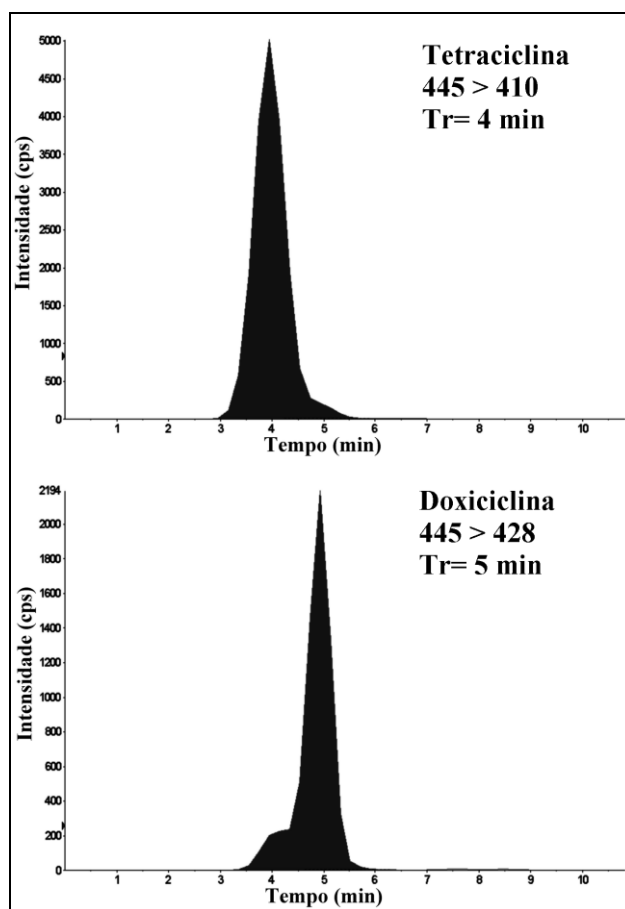 5000
4500
4000
3500
3000
2500
2000
1500
1000
500
0
Intensidade (cps)
Tetraciclina
445 > 410
Tr= 4 min
1 2 3 4 5 6 7 8 9 10
Tempo (min)
2194
2000
1800
1600
1400
1200
1000
800
600
400
200
0
Intensidade (cps)
Doxiciclina
445 > 428
Tr= 5 min
1 2 3 4 5 6 7 8 9 10
Tempo (min)